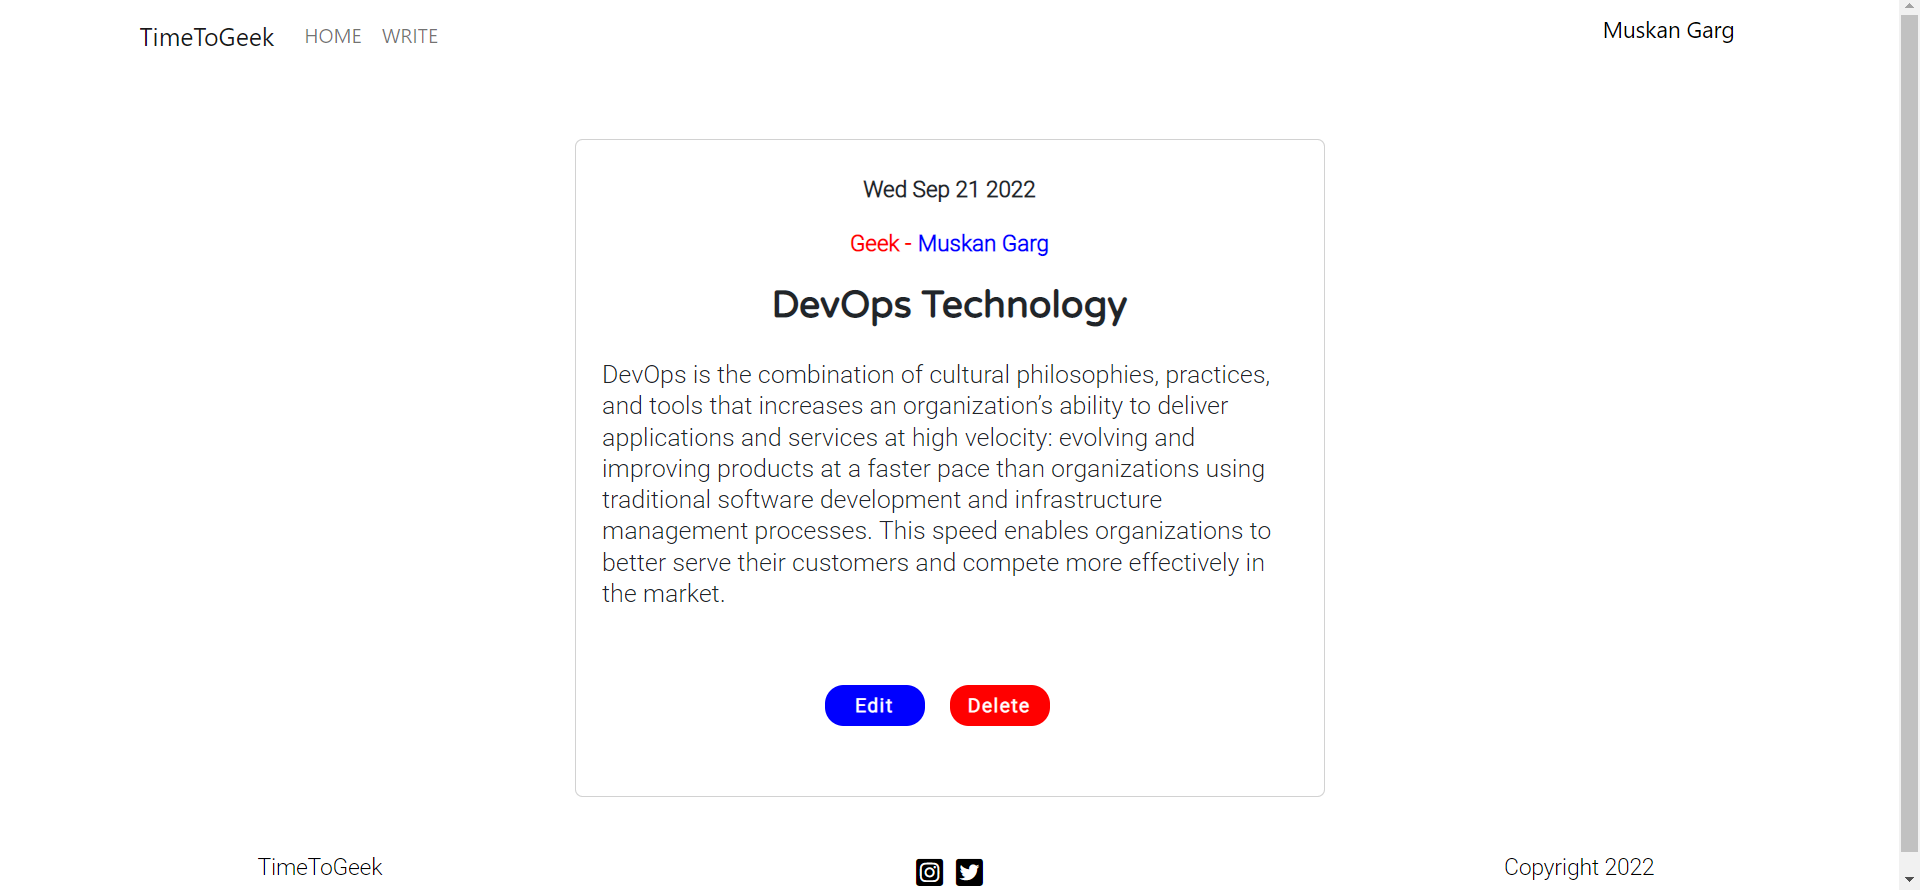 TimeToGeek HOME WRITE Muskan Garg
Wed Sep 21 2022
Geek - Muskan Garg
DevOps Technology
DevOps is the combination of cultural philosophies, practices,
and tools that increases an organization’s ability to deliver
applications and services at high velocity: evolving and
improving products at a faster pace than organizations using
traditional software development and infrastructure
management processes. This speed enables organizations to
better serve their customers and compete more effectively in
the market.
Edit Delete
TimeToGeek Copyright 2022